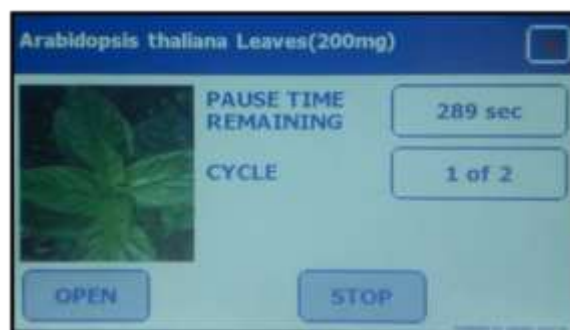 Arabidopsis thaliana Leaves(200mg)
PAUSE TIME
REMAINING
289 sec
CYCLE
1 of 2
OPEN
STOP